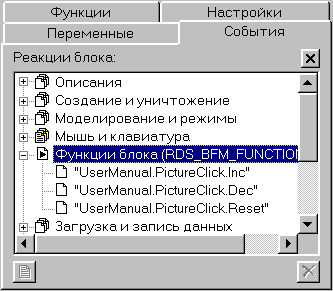 Функции
Настройки
Переменные
События
Реакции блока:
Описания
Создание и уничтожение
Моделирование и режимы
Мышь и клавиатура
Функции блока (RDS_BFM_FUNCTION
"UserManual.PictureClick.Inc"
"UserManual.PictureClick.Dec"
"UserManual.PictureClick.Reset"
Загрузка и запись данных